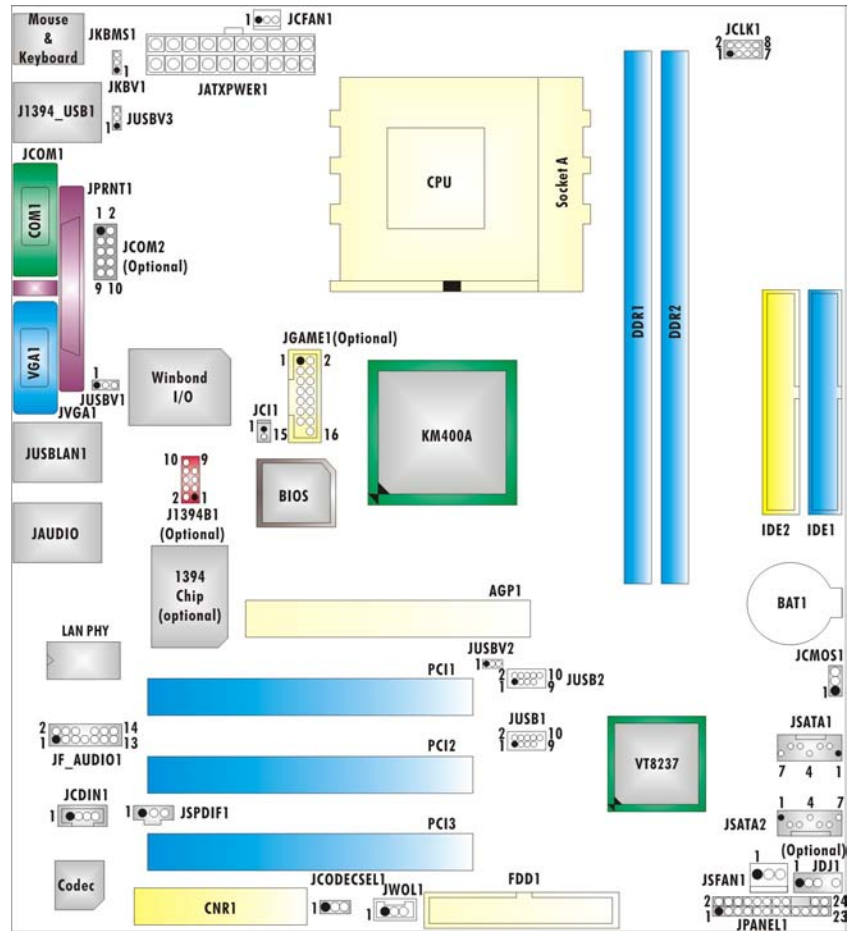 Mouse
&
Keyboard
JKBMS1
1
JKBV1
1 JCFAN1
JATXPWER1
JCLK1
2 8
1 7
J1394_USB1
1 JUSBV3
JCOM1
COM1
JPRNT1
1 2
JCOM2
(Optional)
9 10
CPU
Socket A
DDR1
DDR2
VGA1
1
JUSBV1
JVGA1
Winbond
I/O
JGAME1(Optional)
1 2
JCI1
1
15 16
KM400A
IDE2
IDE1
JUSBLAN1
10 9
2 1
J1394B1
(Optional)
BIOS
JAUDIO
1394
Chip
(optional)
AGP1
BAT1
LAN PHY
PCI1
JUSBV2
1
2 10
1 9
JUSB2
JCMOS1
1
2 14
1 13
JF_AUDIO1
PCI2
JUSB1
2 10
1 9
VT8237
JSATA1
7 4 1
JCDIN1
1
1 JSPDIF1
PCI3
1 4 7
JSATA2
(Optional)
Codec
CNR1
JCODECSEL1
1
JWOL1
1
FDD1
1
JSFAN1
1 JDJ1
2 24
1 23
JPANEL1